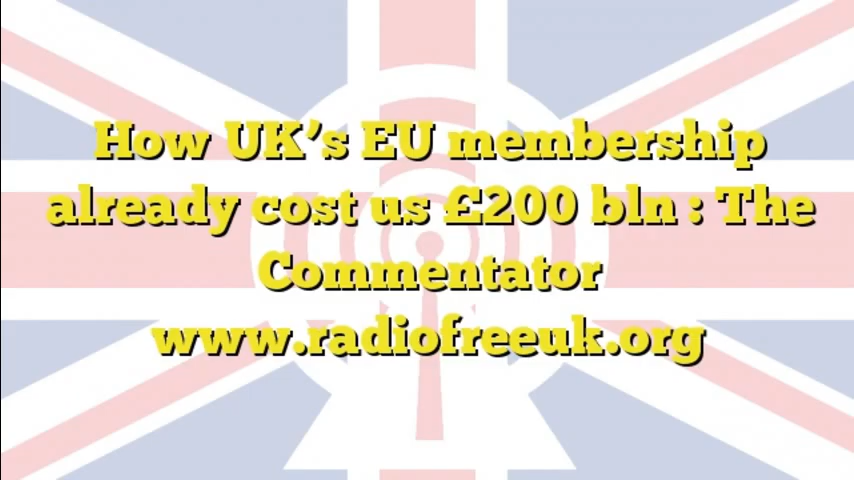 How UK’s EU membership
already cost us £200 bln : The
Commentator
www.radiofreeuk.org